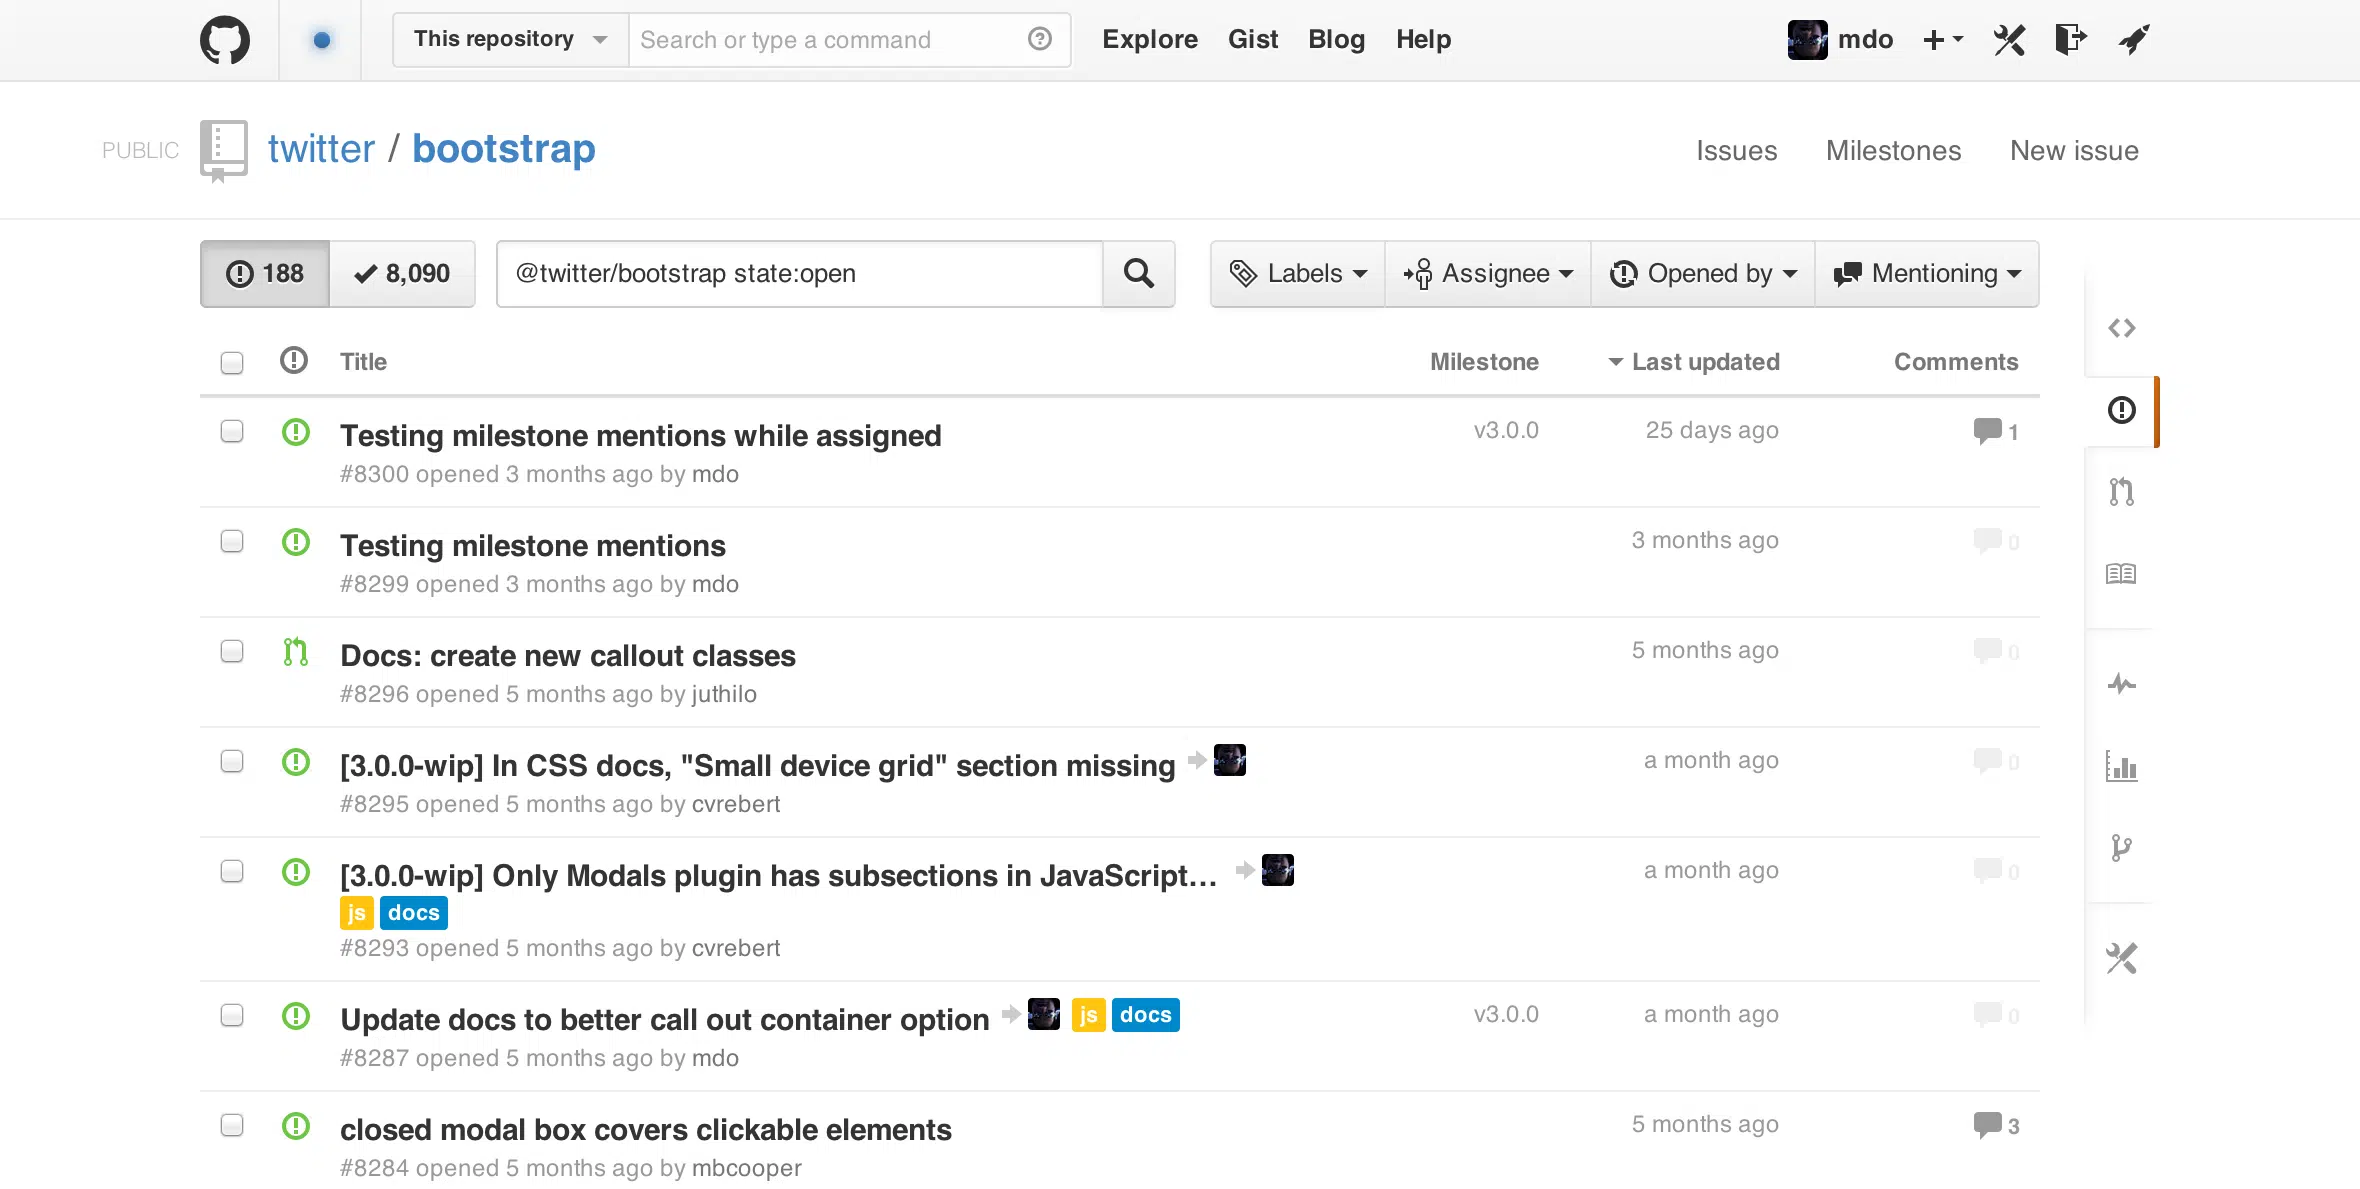 This repository Search or type a command Explore Gist Blog Help mdo
PUBLIC twitter / bootstrap Issues Milestones New issue
188 8,090 @twitter/bootstrap state:open Labels Assignee Opened by Mentioning
Title Milestone Last updated Comments
Testing milestone mentions while assigned v3.0.0 25 days ago 1
#8300 opened 3 months ago by mdo
Testing milestone mentions 3 months ago 0
#8299 opened 3 months ago by mdo
Docs: create new callout classes 5 months ago 0
#8296 opened 5 months ago by juthilo
[3.0.0-wip] In CSS docs, "Small device grid" section missing a month ago 0
#8295 opened 5 months ago by cvrebert
[3.0.0-wip] Only Modals plugin has subsections in JavaScript… a month ago 0
js docs
#8293 opened 5 months ago by cvrebert
Update docs to better call out container option js docs v3.0.0 a month ago 0
#8287 opened 5 months ago by mdo
closed modal box covers clickable elements 5 months ago 3
#8284 opened 5 months ago by mbcooper